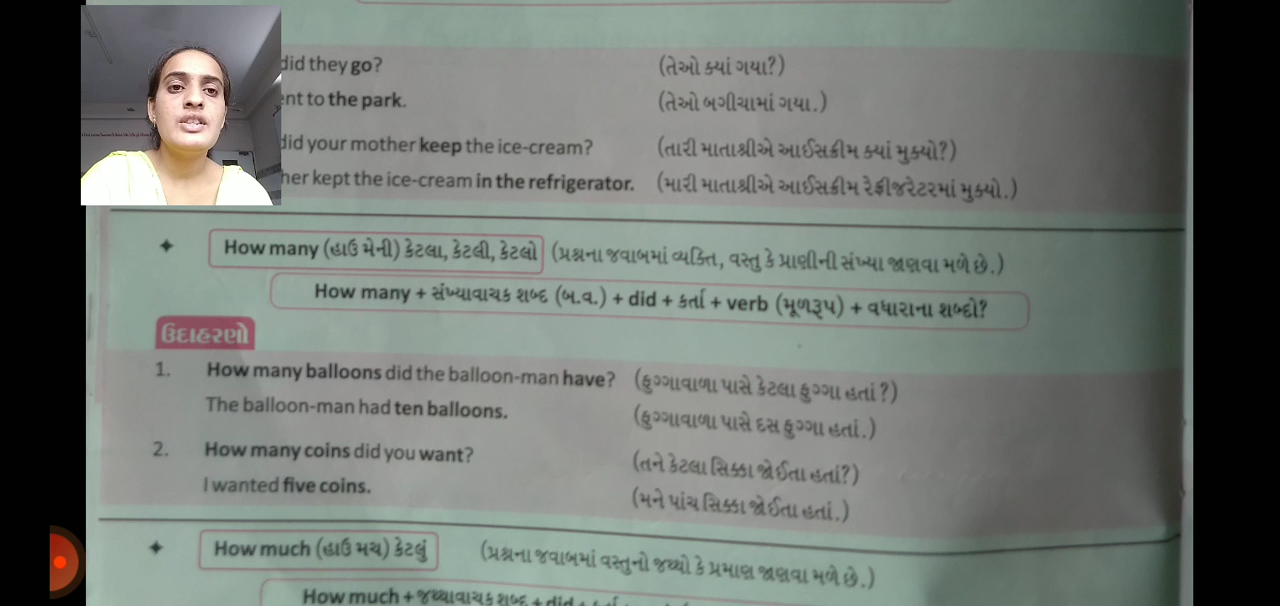 did they go? (તેઓ ક્યાં ગયા?)
nt to the park. (તેઓ બગીચામાં ગયા.)
did your mother keep the ice-cream? (તારી માતાશ્રીએ આઈસક્રીમ ક્યાં મુક્યો?)
her kept the ice-cream in the refrigerator. (મારી માતાશ્રીએ આઈસક્રીમ રેફ્રીજરેટરમાં મુક્યો.)
How many (હાઉ મેની) કેટલા, કેટલી, કેટલો (પ્રશ્નના જવાબમાં વ્યક્તિ, વસ્તુ કે પ્રાણીની સંખ્યા જાણવા મળે છે.)
How many + સંખ્યાવાચક શબ્દ (બ.વ.) + did + કર્તા + verb (મૂળરૂપ) + વધારાના શબ્દો?
ઉદાહરણો
1. How many balloons did the balloon-man have? (ફુગ્ગાવાળા પાસે કેટલા ફુગ્ગા હતાં?)
The balloon-man had ten balloons. (ફુગ્ગાવાળા પાસે દસ ફુગ્ગા હતાં.)
2. How many coins did you want? (તને કેટલા સિક્કા જોઈતા હતાં?)
I wanted five coins. (મને પાંચ સિક્કા જોઈતા હતાં.)
How much (હાઉ મચ) કેટલું (પ્રશ્નના જવાબમાં વસ્તુનો જથ્થો કે પ્રમાણ જાણવા મળે છે.)
How much + જથ્થાવાચક શબ્દ + did +